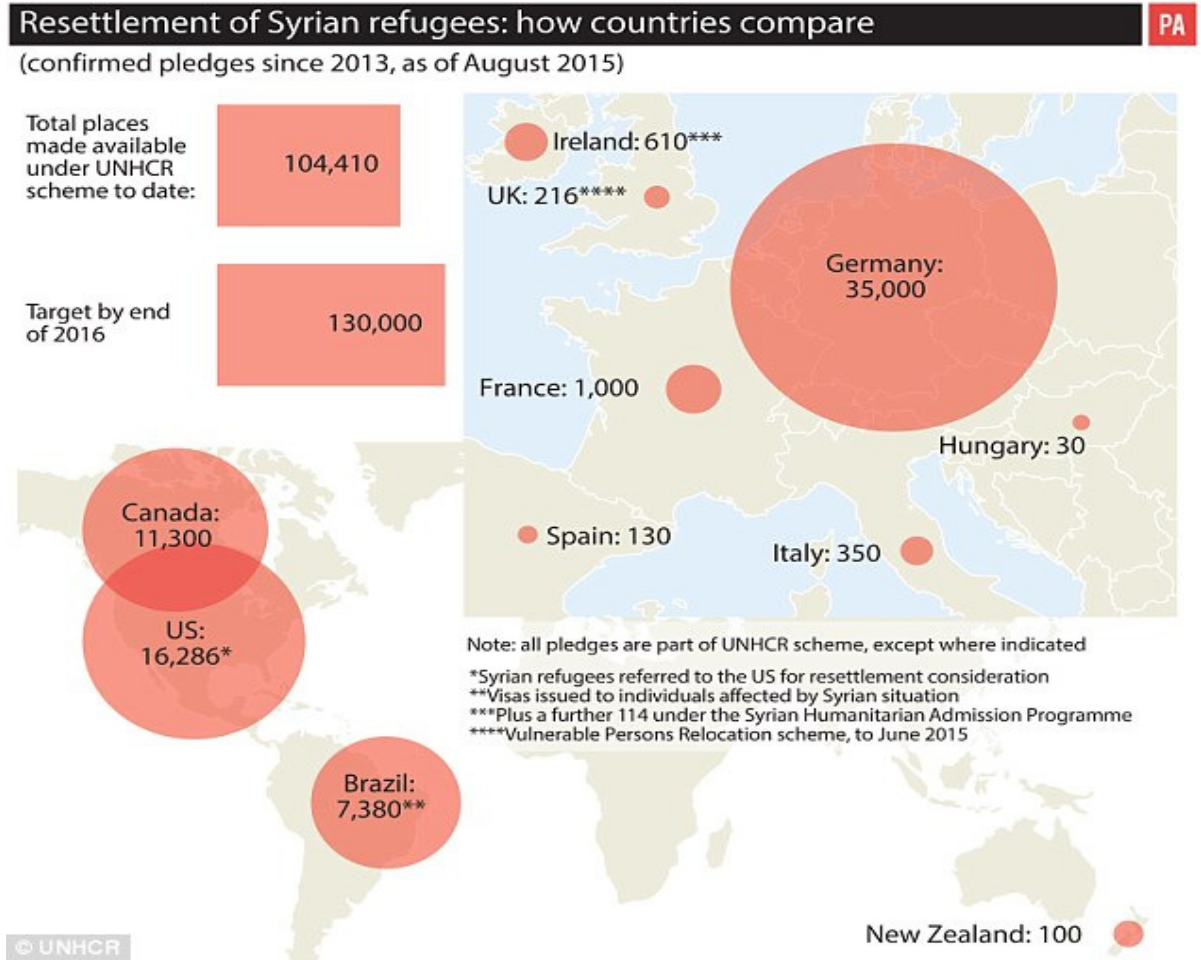 Resettlement of Syrian refugees: how countries compare
PA
(confirmed pledges since 2013, as of August 2015)
Total places
made available
under UNHCR
scheme to date:
104,410
Target by end
of 2016
130,000
Ireland: 610***
UK: 216****
Germany:
35,000
France: 1,000
Hungary: 30
Spain: 130
Italy: 350
Canada:
11,300
US:
16,286*
Brazil:
7,380**
Note: all pledges are part of UNHCR scheme, except where indicated
*Syrian refugees referred to the US for resettlement consideration
**Visas issued to individuals affected by Syrian situation
***Plus a further 114 under the Syrian Humanitarian Admission Programme
****Vulnerable Persons Relocation scheme, to June 2015
New Zealand: 100
© UNHCR